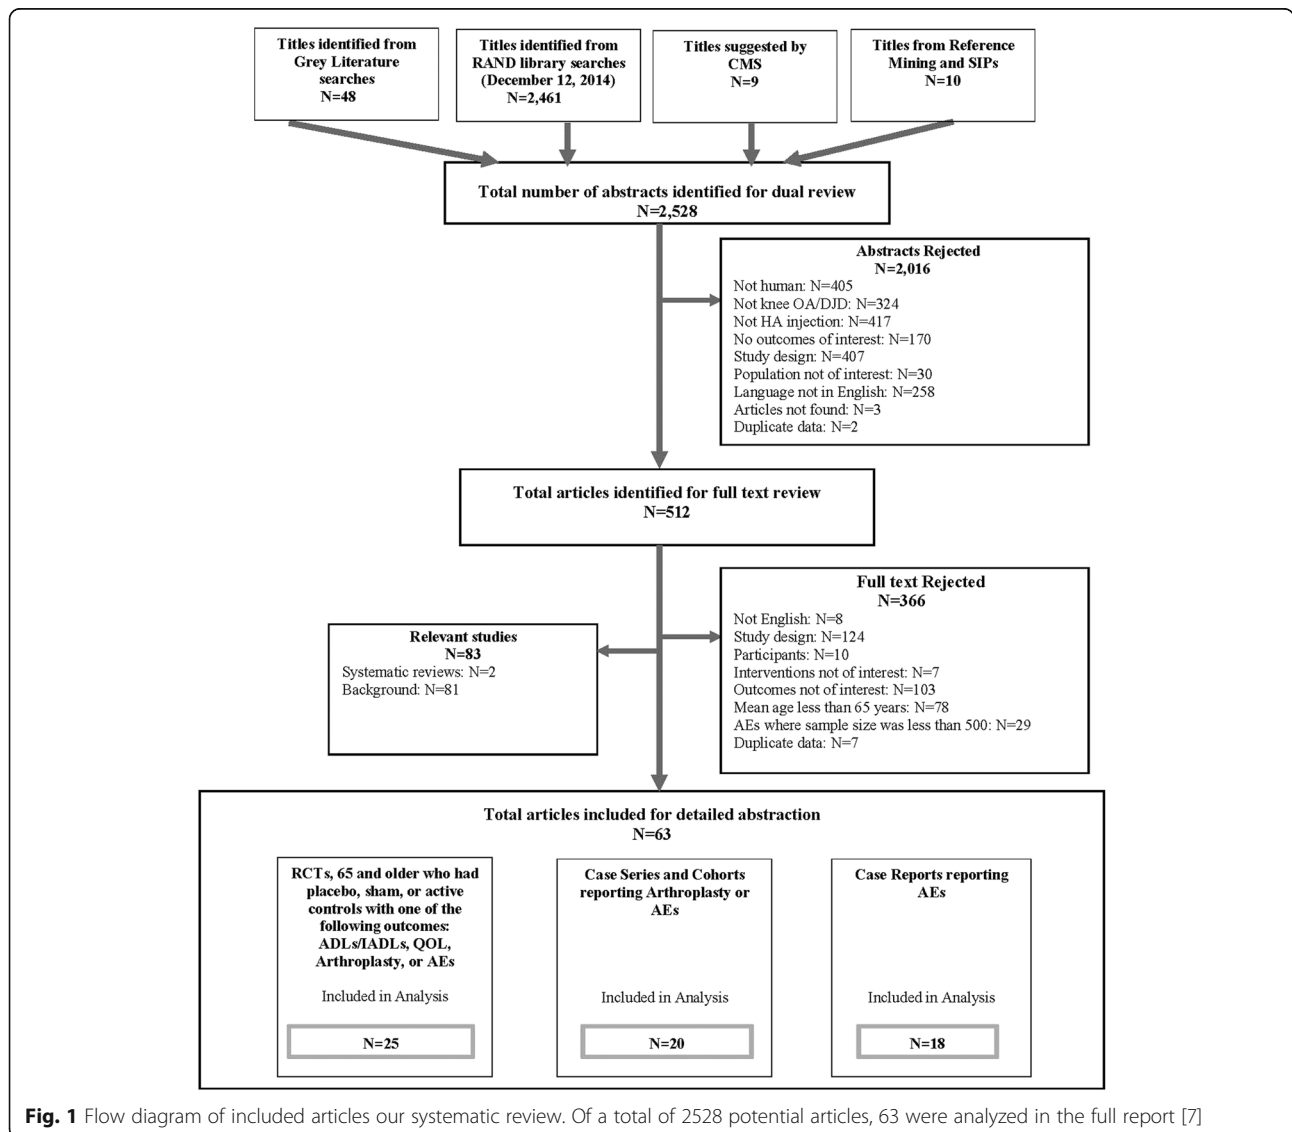 Titles identified from
Grey Literature
searches
N=48
Titles identified from
RAND library searches
(December 12, 2014)
N=2,461
Titles suggested by
CMS
N=9
Titles from Reference
Mining and SIPs
N=10
Total number of abstracts identified for dual review
N=2,528
Abstracts Rejected
N=2,016
Not human: N=405
Not knee OA/DJD: N=324
Not HA injection: N=417
No outcomes of interest: N=170
Study design: N=407
Population not of interest: N=30
Language not in English: N=258
Articles not found: N=3
Duplicate data: N=2
Total articles identified for full text review
N=512
Full text Rejected
N=366
Not English: N=8
Study design: N=124
Participants: N=10
Interventions not of interest: N=7
Outcomes not of interest: N=103
Mean age less than 65 years: N=78
AEs where sample size was less than 500: N=29
Duplicate data: N=7
Relevant studies
N=83
Systematic reviews: N=2
Background: N=81
Total articles included for detailed abstraction
N=63
RCTs, 65 and older who had
placebo, sham, or active
controls with one of the
following outcomes:
ADLs/IADLs, QOL,
Arthroplasty, or AEs
Included in Analysis
N=25
Case Series and Cohorts
reporting Arthroplasty or
AEs
Included in Analysis
N=20
Case Reports reporting
AEs
Included in Analysis
N=18
Fig. 1 Flow diagram of included articles our systematic review. Of a total of 2528 potential articles, 63 were analyzed in the full report [7]